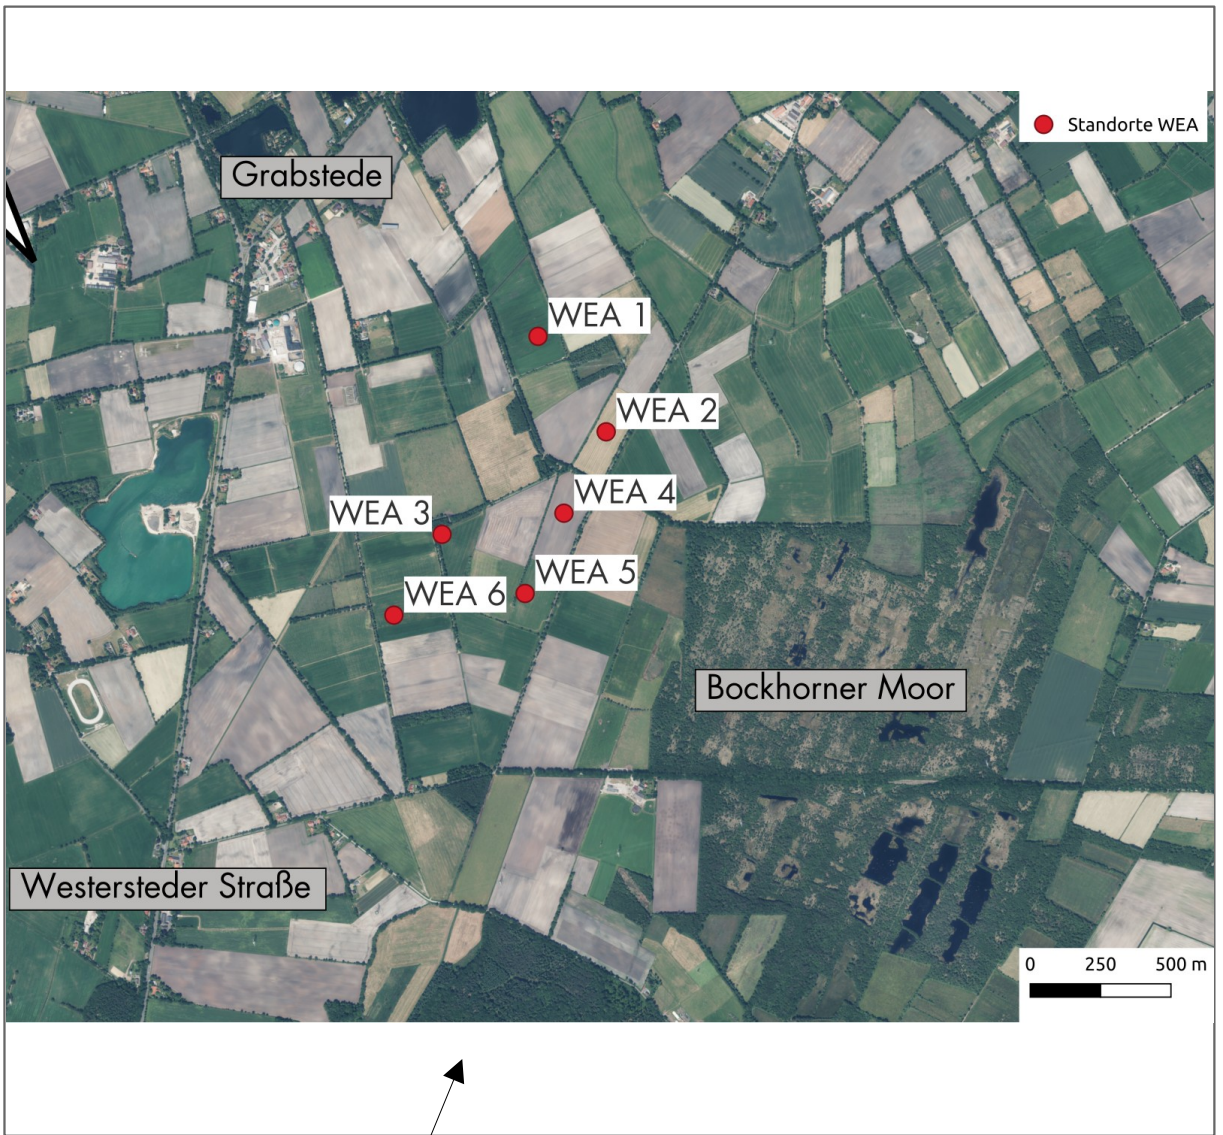 Standorte WEA
Grabstede
WEA 1
WEA 2
WEA 4
WEA 3
WEA 5
WEA 6
Bockhorner Moor
Westersteder Straße
0 250 500 m